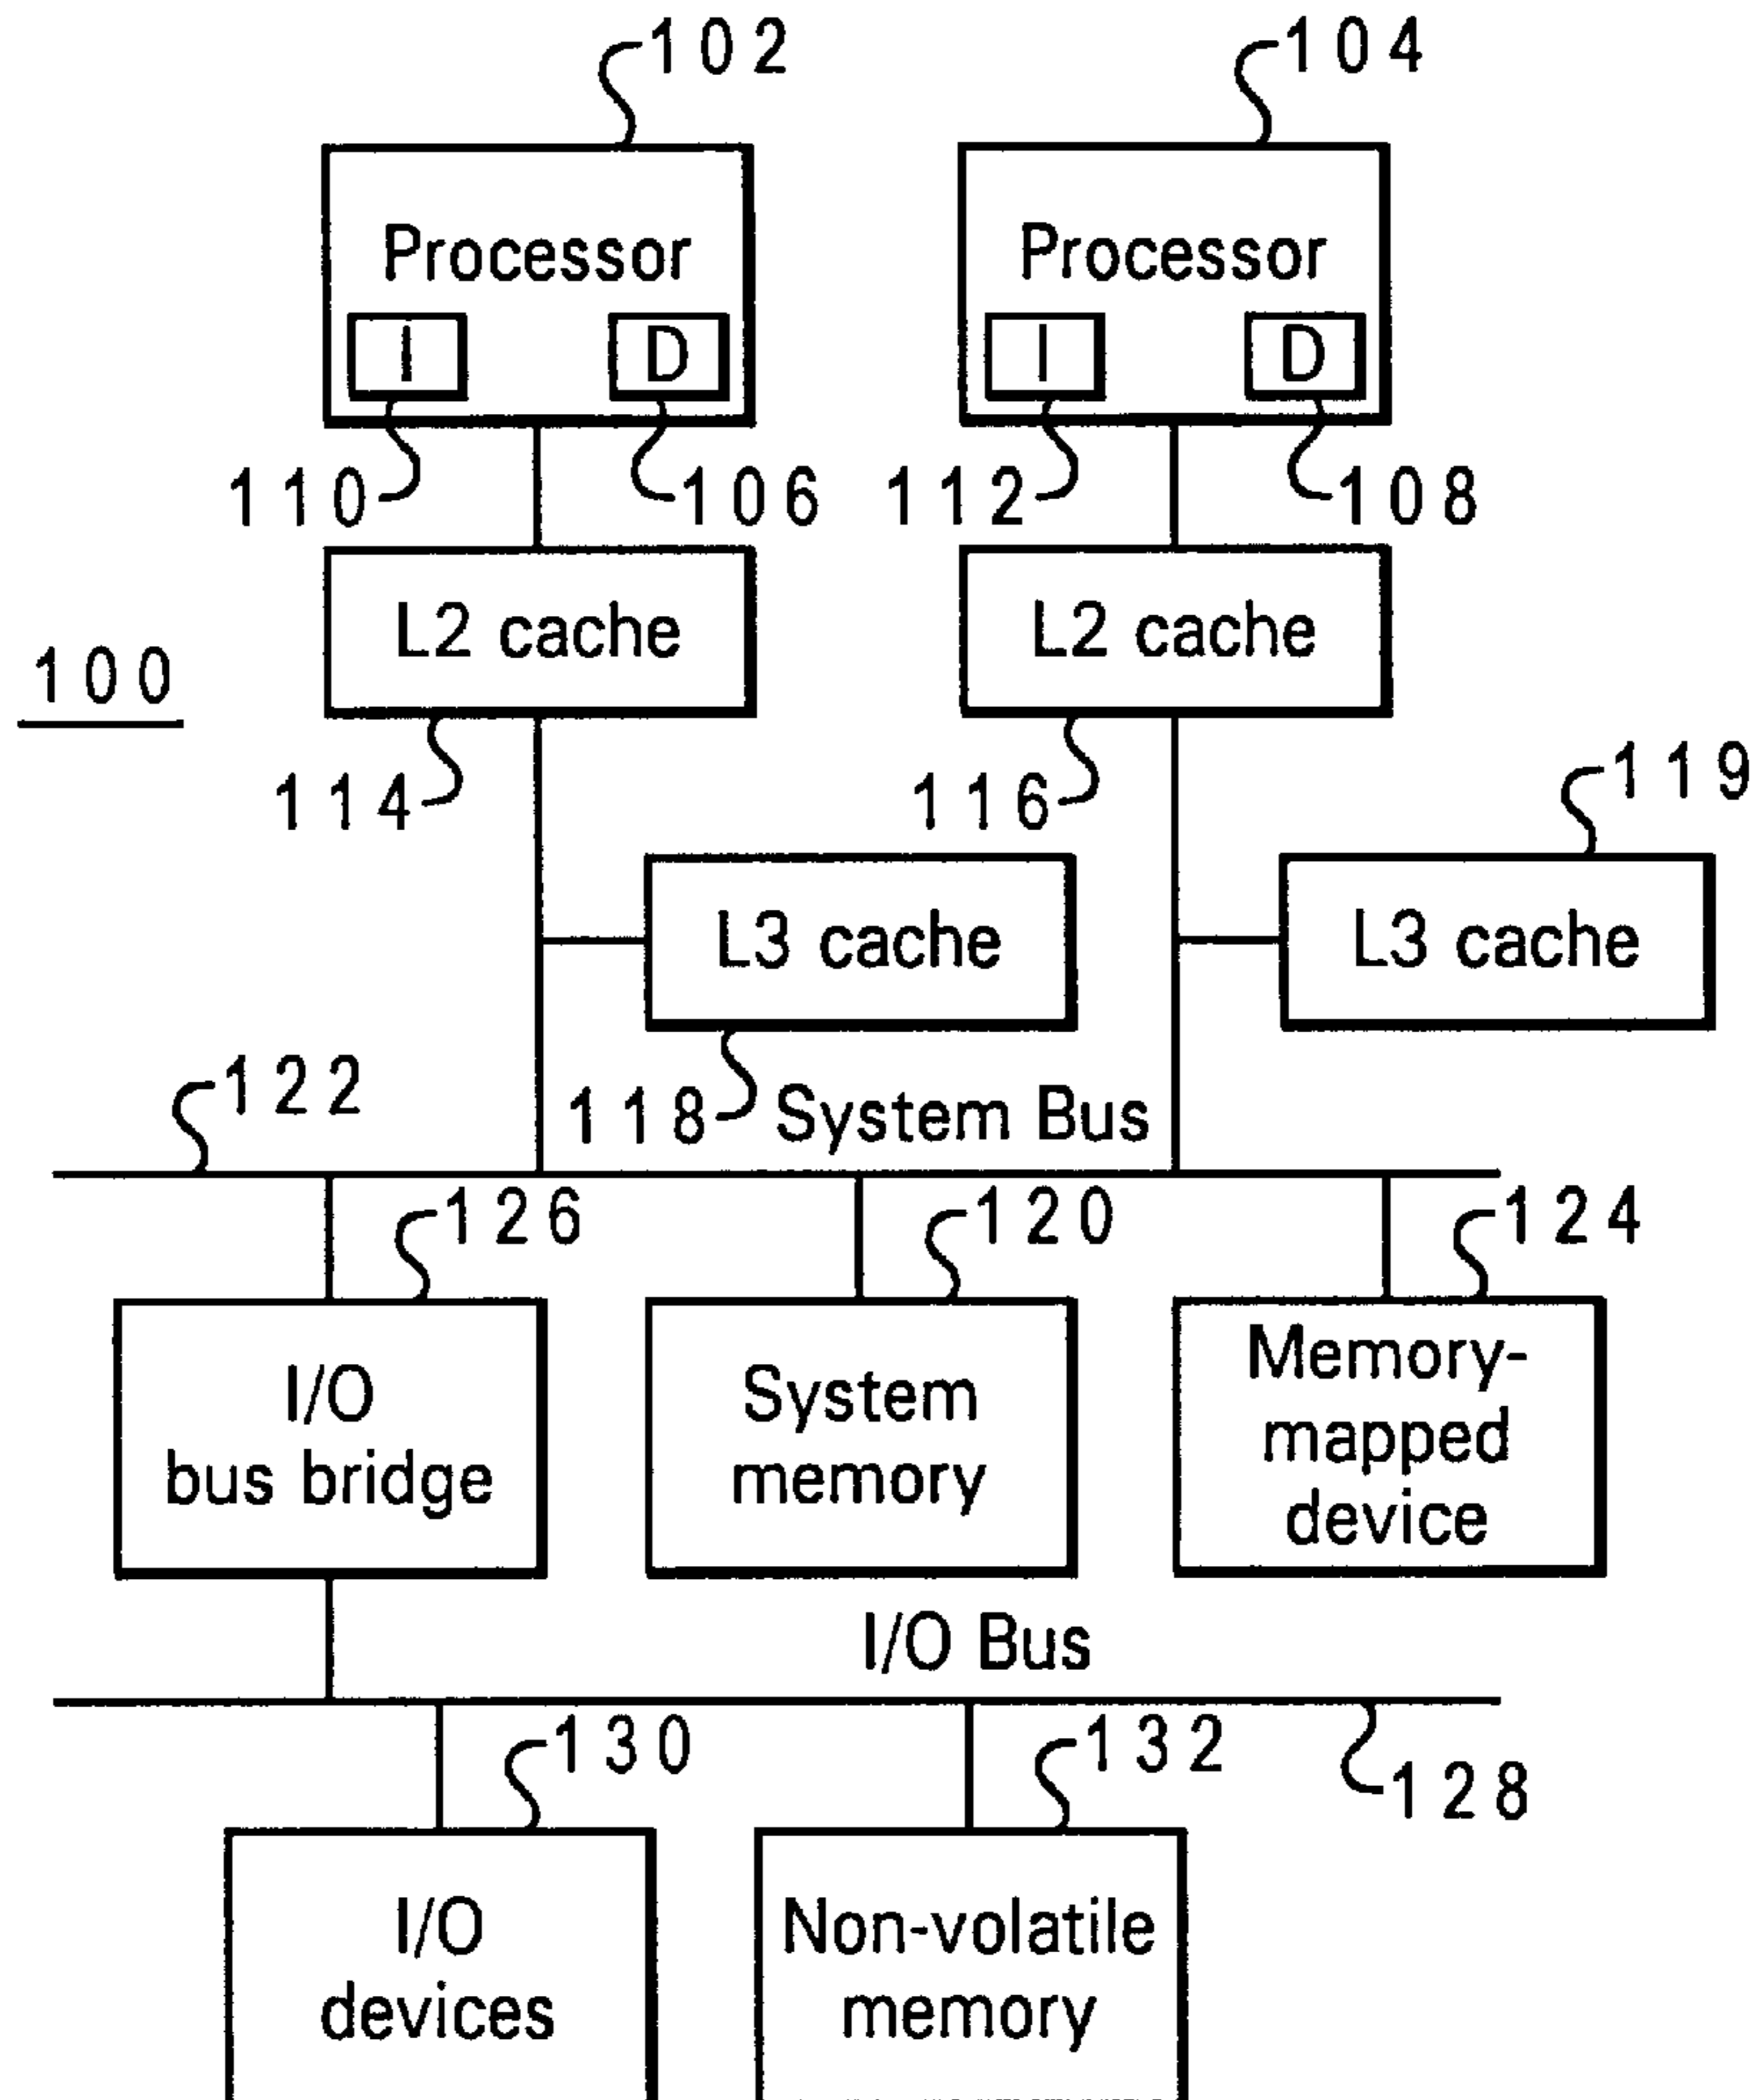 102
104
Processor
Processor
I
D
I
D
110
106
112
108
L2 cache
L2 cache
100
114
116
119
L3 cache
L3 cache
122
118
System Bus
126
120
124
I/O
bus bridge
System
memory
Memory-
mapped
device
I/O Bus
130
132
128
I/O
devices
Non-volatile
memory